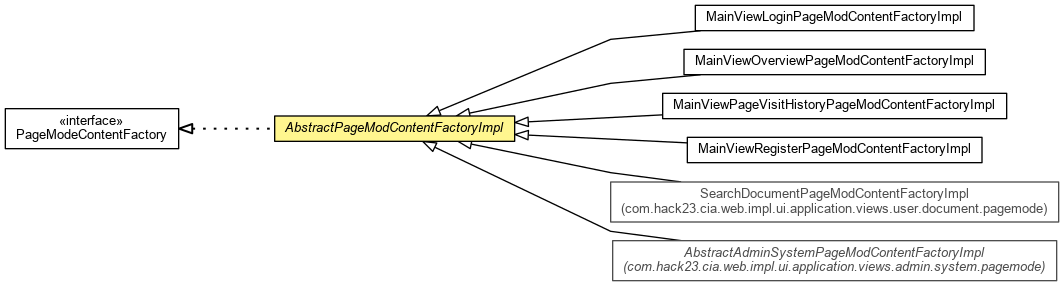 «interface»
PageModeContentFactory
AbstractPageModContentFactoryImpl
MainViewLoginPageModContentFactoryImpl
MainViewOverviewPageModContentFactoryImpl
MainViewPageVisitHistoryPageModContentFactoryImpl
MainViewRegisterPageModContentFactoryImpl
SearchDocumentPageModContentFactoryImpl
(com.hack23.cia.web.impl.ui.application.views.user.document.pagemode)
AbstractAdminSystemPageModContentFactoryImpl
(com.hack23.cia.web.impl.ui.application.views.admin.system.pagemode)